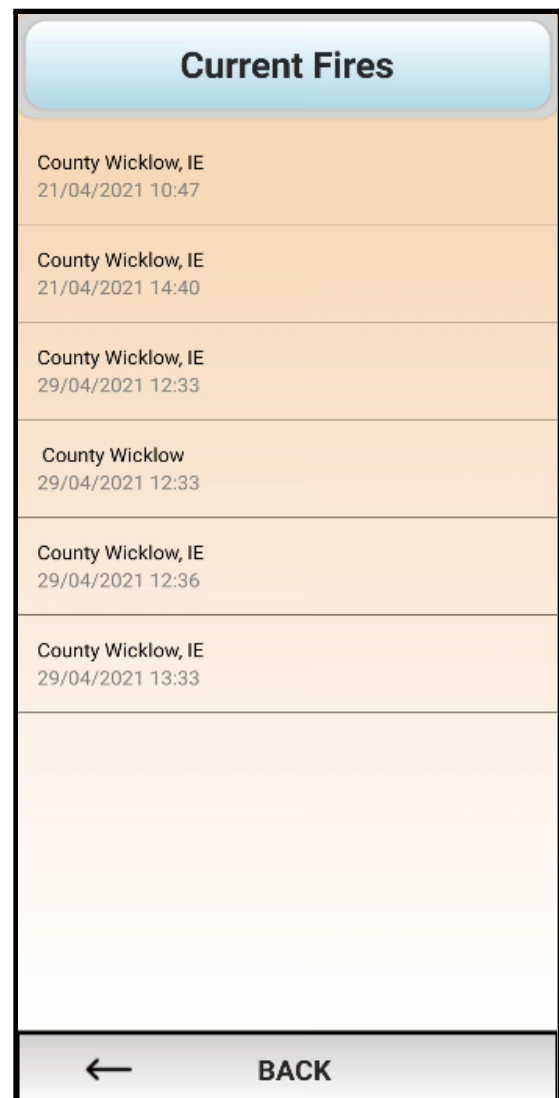 Current Fires
County Wicklow, IE
21/04/2021 10:47
County Wicklow, IE
21/04/2021 14:40
County Wicklow, IE
29/04/2021 12:33
County Wicklow
29/04/2021 12:33
County Wicklow, IE
29/04/2021 12:36
County Wicklow, IE
29/04/2021 13:33
← BACK